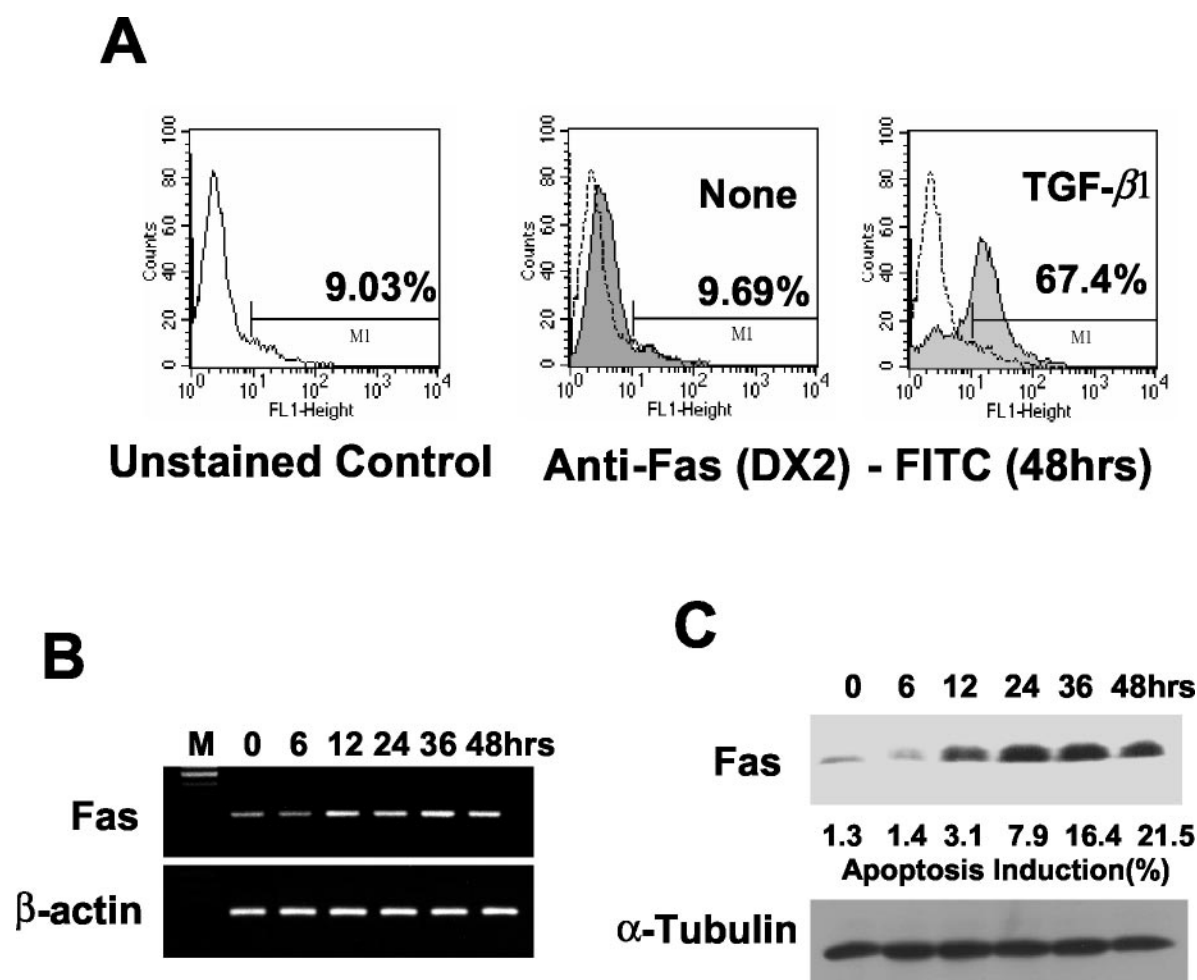 A
100
80
60
40
20
0
Counts
9.03%
M1
10^0 10^1 10^2 10^3 10^4
FL1-Height
Unstained Control
100
80
60
40
20
0
Counts
None
9.69%
M1
10^0 10^1 10^2 10^3 10^4
FL1-Height
100
80
60
40
20
0
Counts
TGF-β1
67.4%
M1
10^0 10^1 10^2 10^3 10^4
FL1-Height
Anti-Fas (DX2) - FITC (48hrs)
B
M 0 6 12 24 36 48hrs
Fas
β-actin
C
0 6 12 24 36 48hrs
Fas
1.3 1.4 3.1 7.9 16.4 21.5
Apoptosis Induction(%)
α-Tubulin